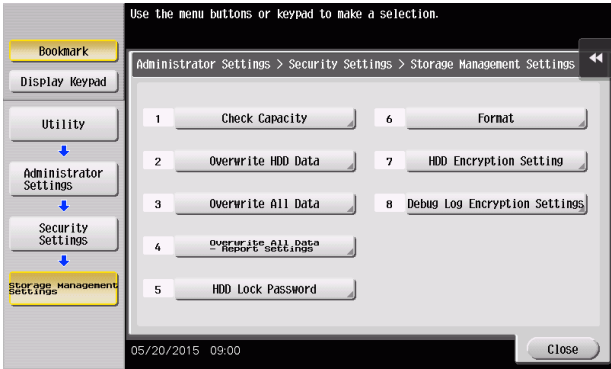 Use the menu buttons or keypad to make a selection.
Bookmark
Display Keypad
Utility
Administrator
Settings
Security
Settings
Storage Management
Settings
Administrator Settings > Security Settings > Storage Management Settings
1 Check Capacity
2 Overwrite HDD Data
3 Overwrite All Data
4 Overwrite All Data
- Report settings
5 HDD Lock Password
6 Format
7 HDD Encryption Setting
8 Debug Log Encryption Settings
05/20/2015 09:00
Close